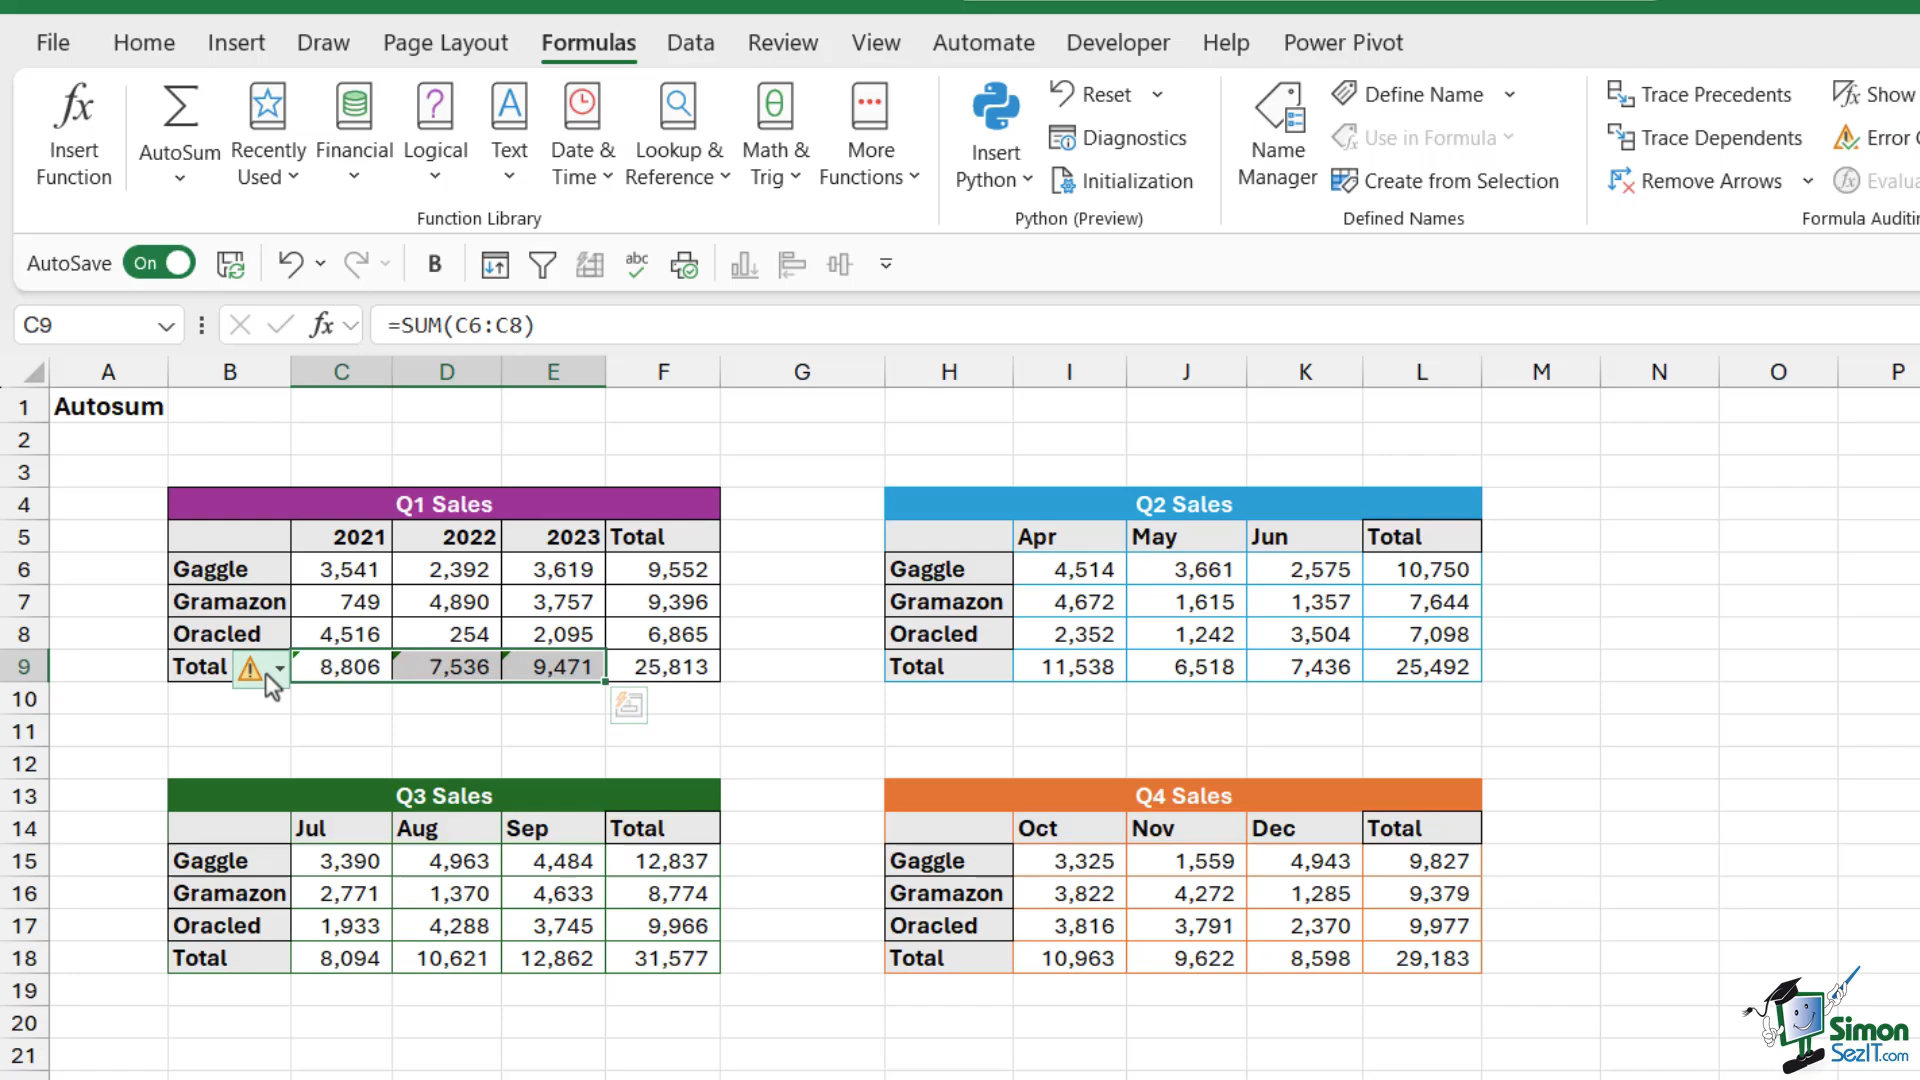 File Home Insert Draw Page Layout Formulas Data Review View Automate Developer Help Power Pivot
Insert Function
AutoSum
Recently Used
Financial
Logical
Text
Date & Time
Lookup & Reference
Math & Trig
More Functions
Function Library
Insert Python
Reset
Diagnostics
Initialization
Python (Preview)
Name Manager
Define Name
Use in Formula
Create from Selection
Defined Names
Trace Precedents
Trace Dependents
Remove Arrows
Show
Error
Formula
AutoSave On B abc
C9 fx =SUM(C6:C8)
A B C D E F G H I J K L M N O P
1 Autosum
2
3
4 Q1 Sales Q2 Sales
5 2021 2022 2023 Total Apr May Jun Total
6 Gaggle 3,541 2,392 3,619 9,552 Gaggle 4,514 3,661 2,575 10,750
7 Gramazon 749 4,890 3,757 9,396 Gramazon 4,672 1,615 1,357 7,644
8 Oracled 4,516 254 2,095 6,865 Oracled 2,352 1,242 3,504 7,098
9 Total 8,806 7,536 9,471 25,813 Total 11,538 6,518 7,436 25,492
10
11
12
13 Q3 Sales Q4 Sales
14 Jul Aug Sep Total Oct Nov Dec Total
15 Gaggle 3,390 4,963 4,484 12,837 Gaggle 3,325 1,559 4,943 9,827
16 Gramazon 2,771 1,370 4,633 8,774 Gramazon 3,822 4,272 1,285 9,379
17 Oracled 1,933 4,288 3,745 9,966 Oracled 3,816 3,791 2,370 9,977
18 Total 8,094 10,621 12,862 31,577 Total 10,963 9,622 8,598 29,183
19
20
21
Simon
SezIT.com